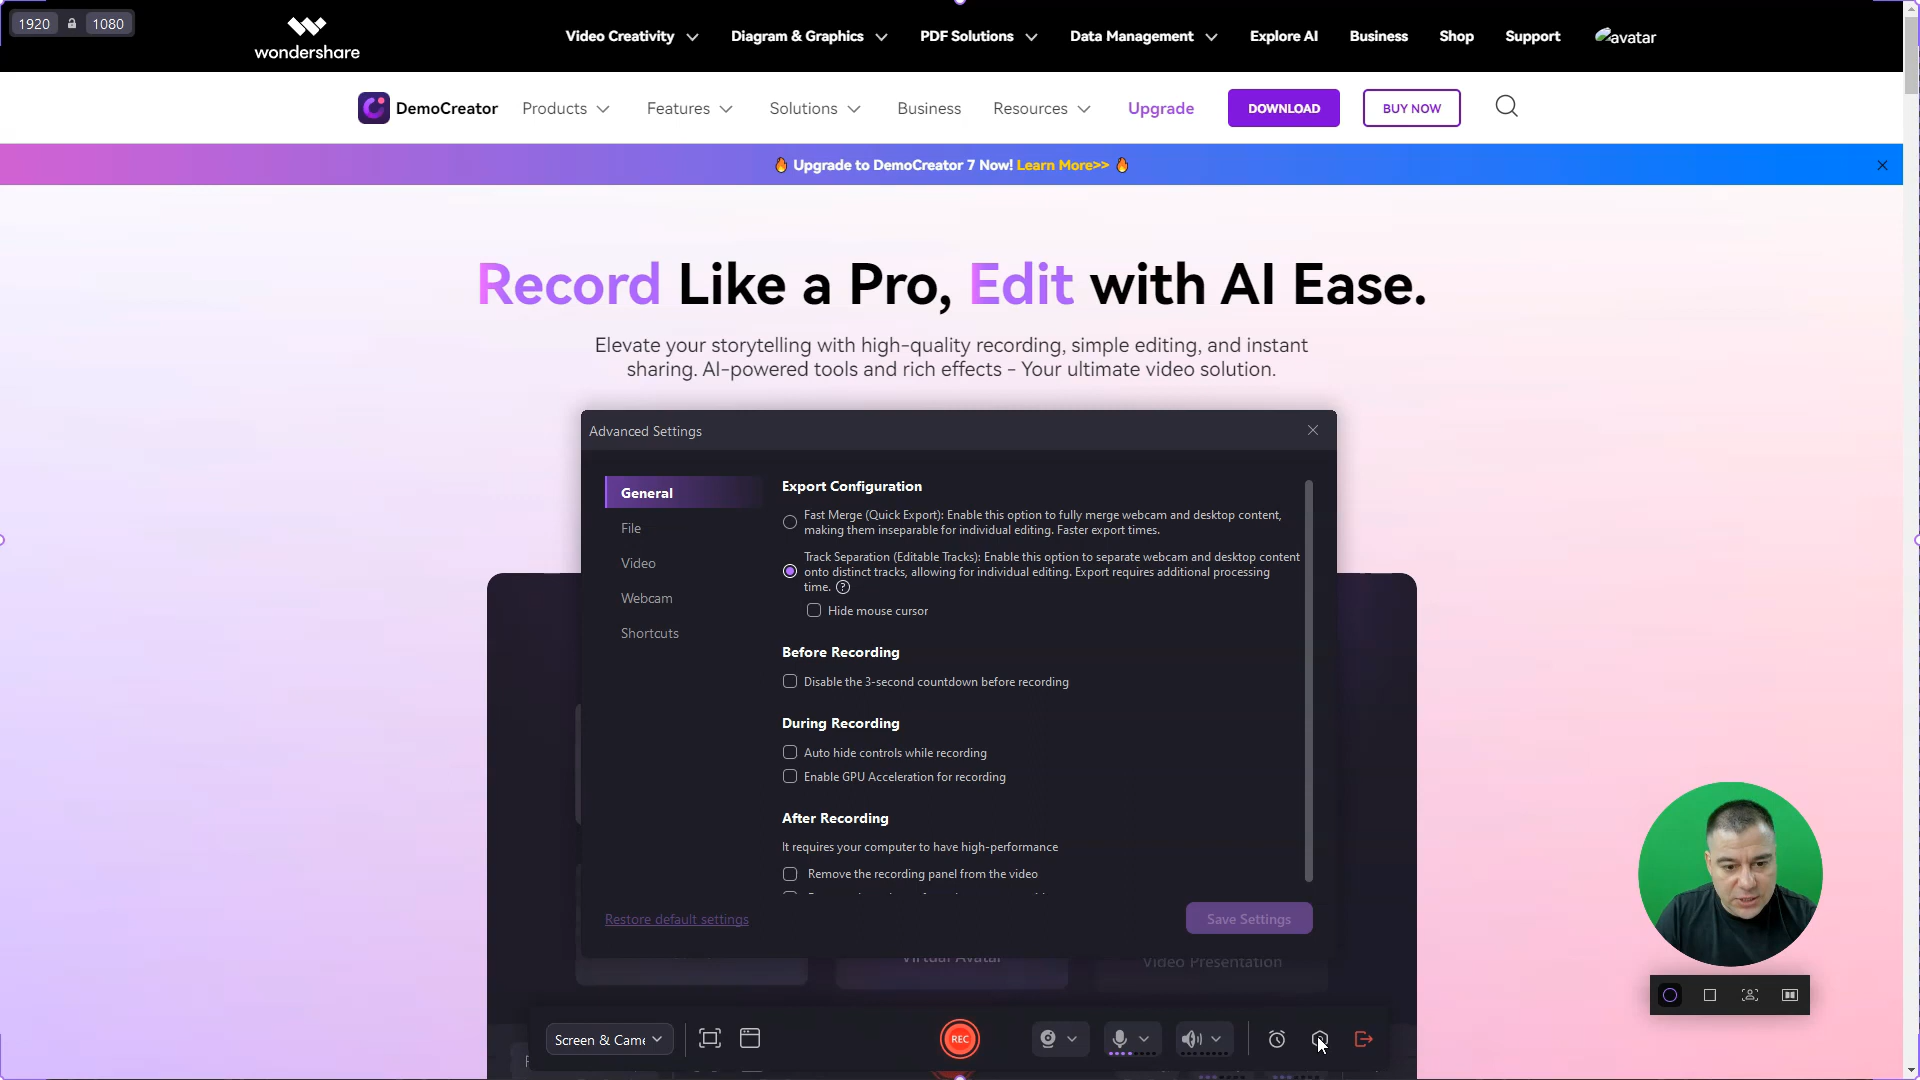 1920 1080
wondershare
Video Creativity Diagram & Graphics PDF Solutions Data Management Explore AI Business Shop Support avatar
DemoCreator Products Features Solutions Business Resources Upgrade DOWNLOAD BUY NOW
Upgrade to DemoCreator 7 Now! Learn More>>
Record Like a Pro, Edit with AI Ease.
Elevate your storytelling with high-quality recording, simple editing, and instant
sharing. AI-powered tools and rich effects - Your ultimate video solution.
Advanced Settings
General
File
Video
Webcam
Shortcuts
Export Configuration
Fast Merge (Quick Export): Enable this option to fully merge webcam and desktop content,
making them inseparable for individual editing. Faster export times.
Track Separation (Editable Tracks): Enable this option to separate webcam and desktop content
onto distinct tracks, allowing for individual editing. Export requires additional processing
time. ?
Hide mouse cursor
Before Recording
Disable the 3-second countdown before recording
During Recording
Auto hide controls while recording
Enable GPU Acceleration for recording
After Recording
It requires your computer to have high-performance
Remove the recording panel from the video
Restore default settings Save Settings
Virtual Avatar Video Presentation
Screen & Came REC